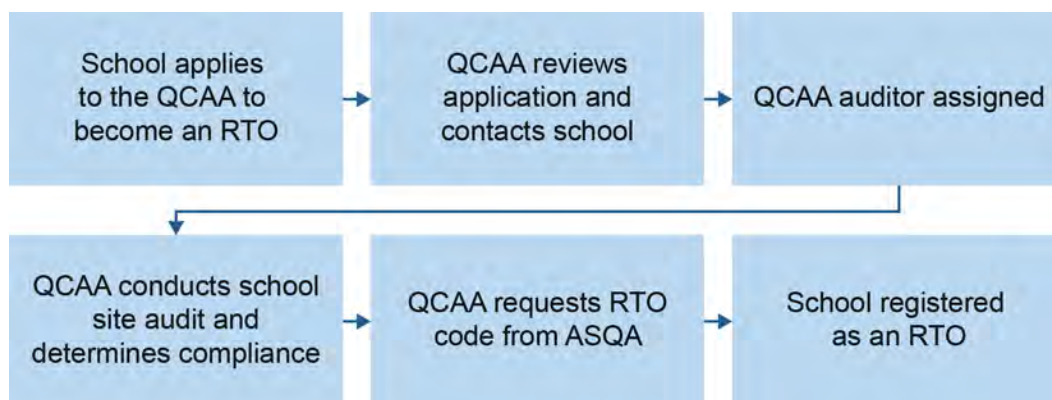 School applies
to the QCAA to
become an RTO
QCAA reviews
application and
contacts school
QCAA auditor assigned
QCAA conducts school
site audit and
determines compliance
QCAA requests RTO
code from ASQA
School registered
as an RTO